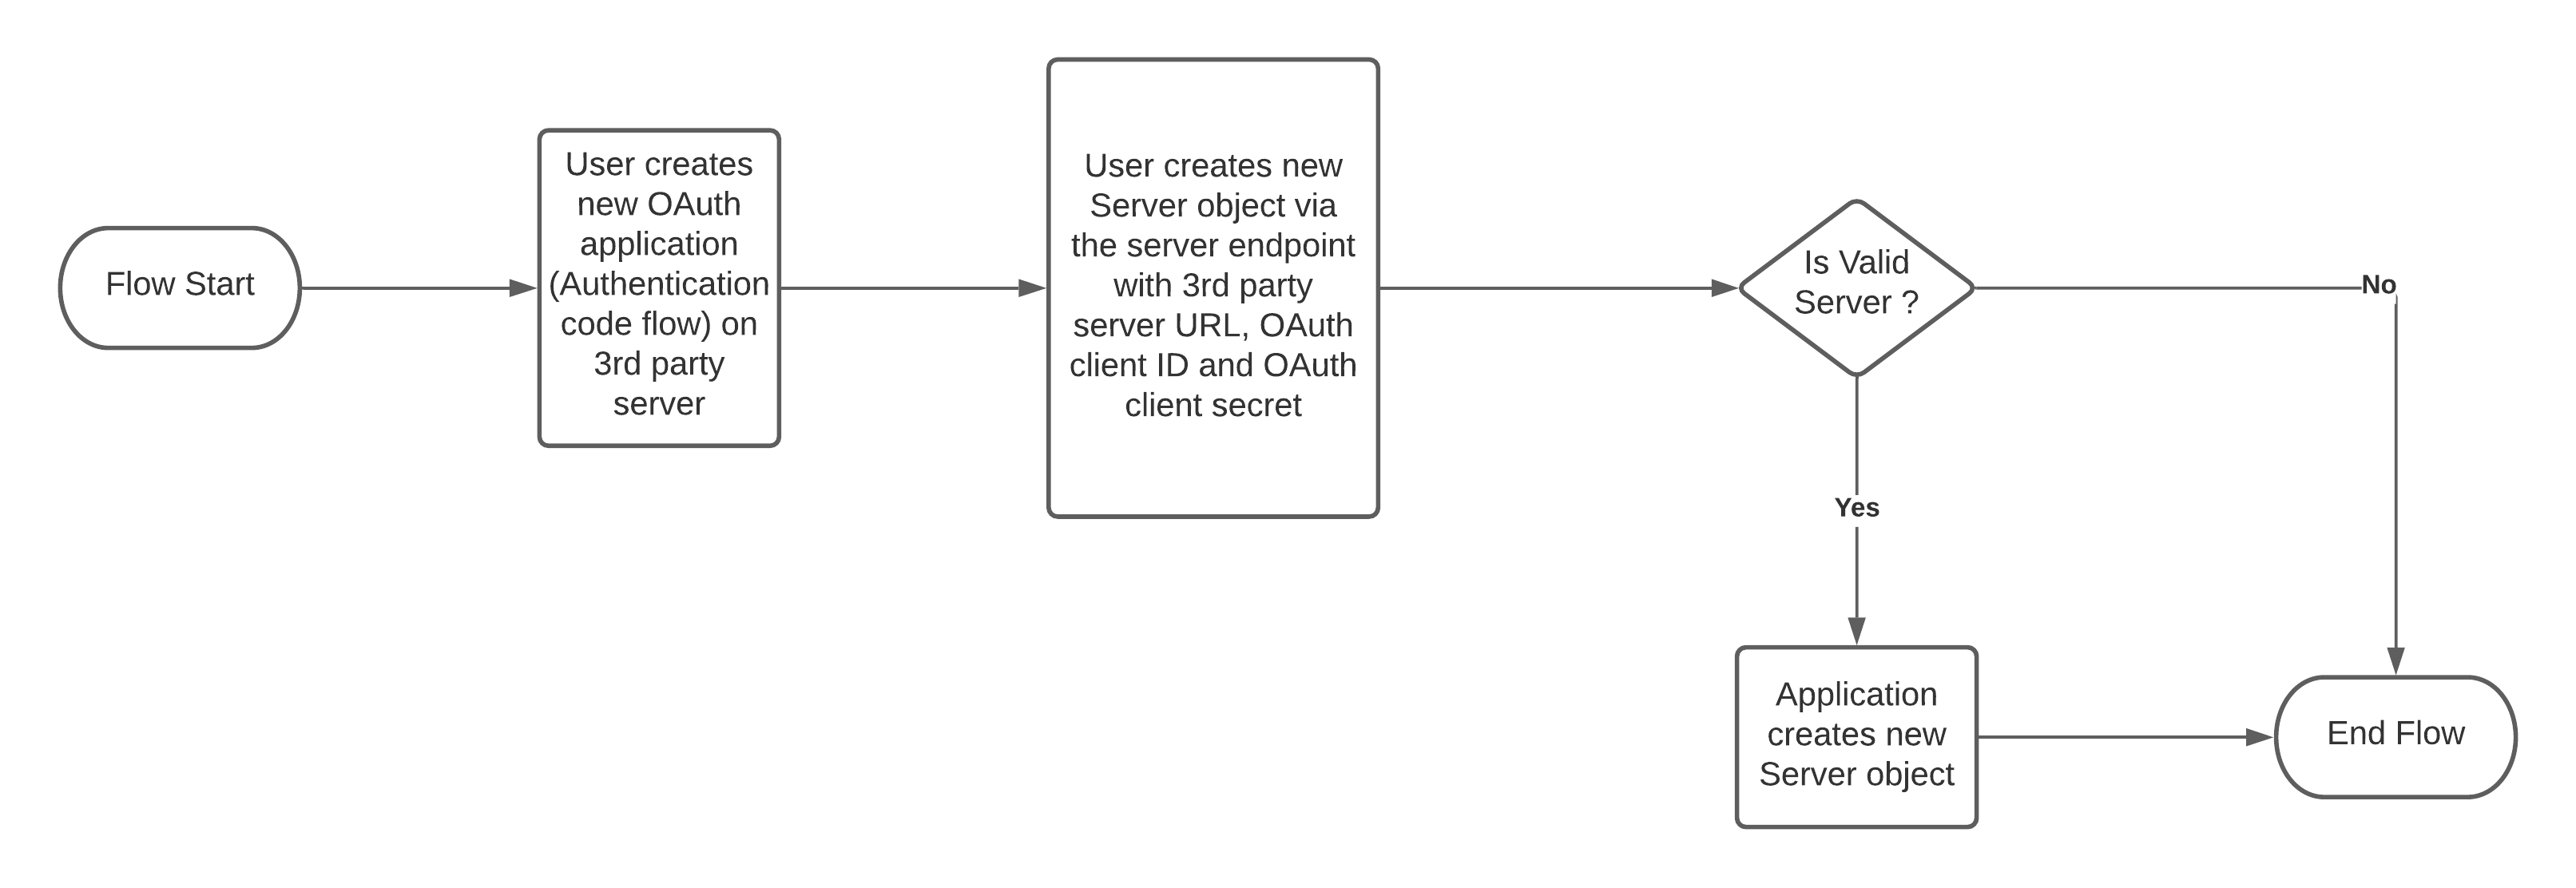 Flow Start
User creates
new OAuth
application
(Authentication
code flow) on
3rd party
server
User creates new
Server object via
the server endpoint
with 3rd party
server URL, OAuth
client ID and OAuth
client secret
Is Valid
Server ?
No
Yes
Application
creates new
Server object
End Flow